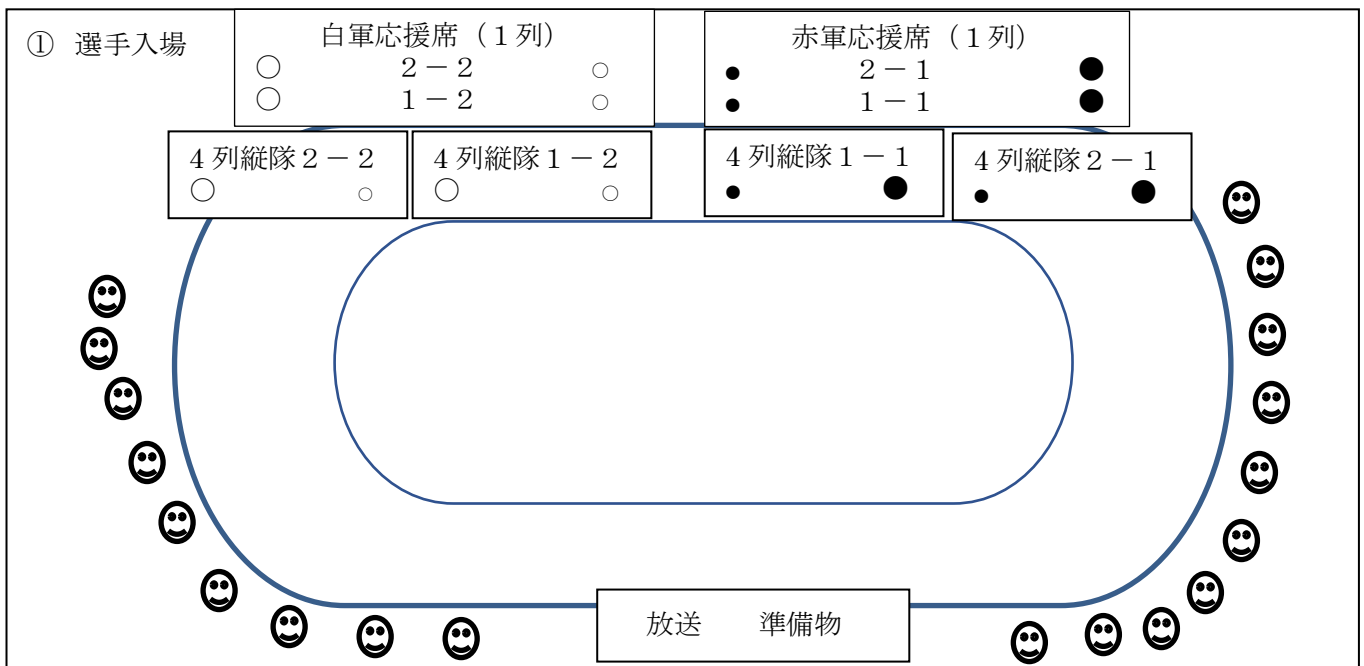 ① 選手入場
白軍応援席（１列）
○ ２－２ ○
○ １－２ ○
赤軍応援席（１列）
● ２－１ ●
● １－１ ●
４列縦隊２－２
○ ○
４列縦隊１－２
○ ○
４列縦隊１－１
● ●
４列縦隊２－１
● ●
放送 準備物